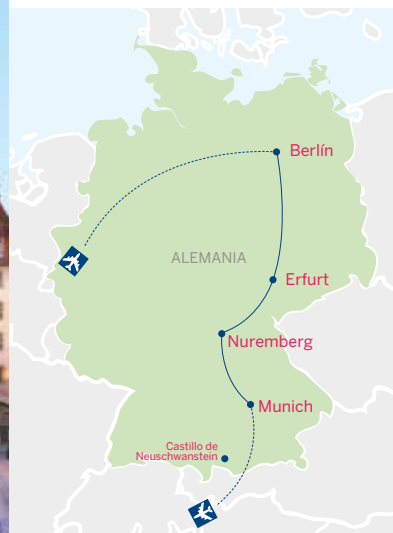 Berlín
ALEMANIA
Erfurt
Nuremberg
Munich
Castillo de
Neuschwanstein